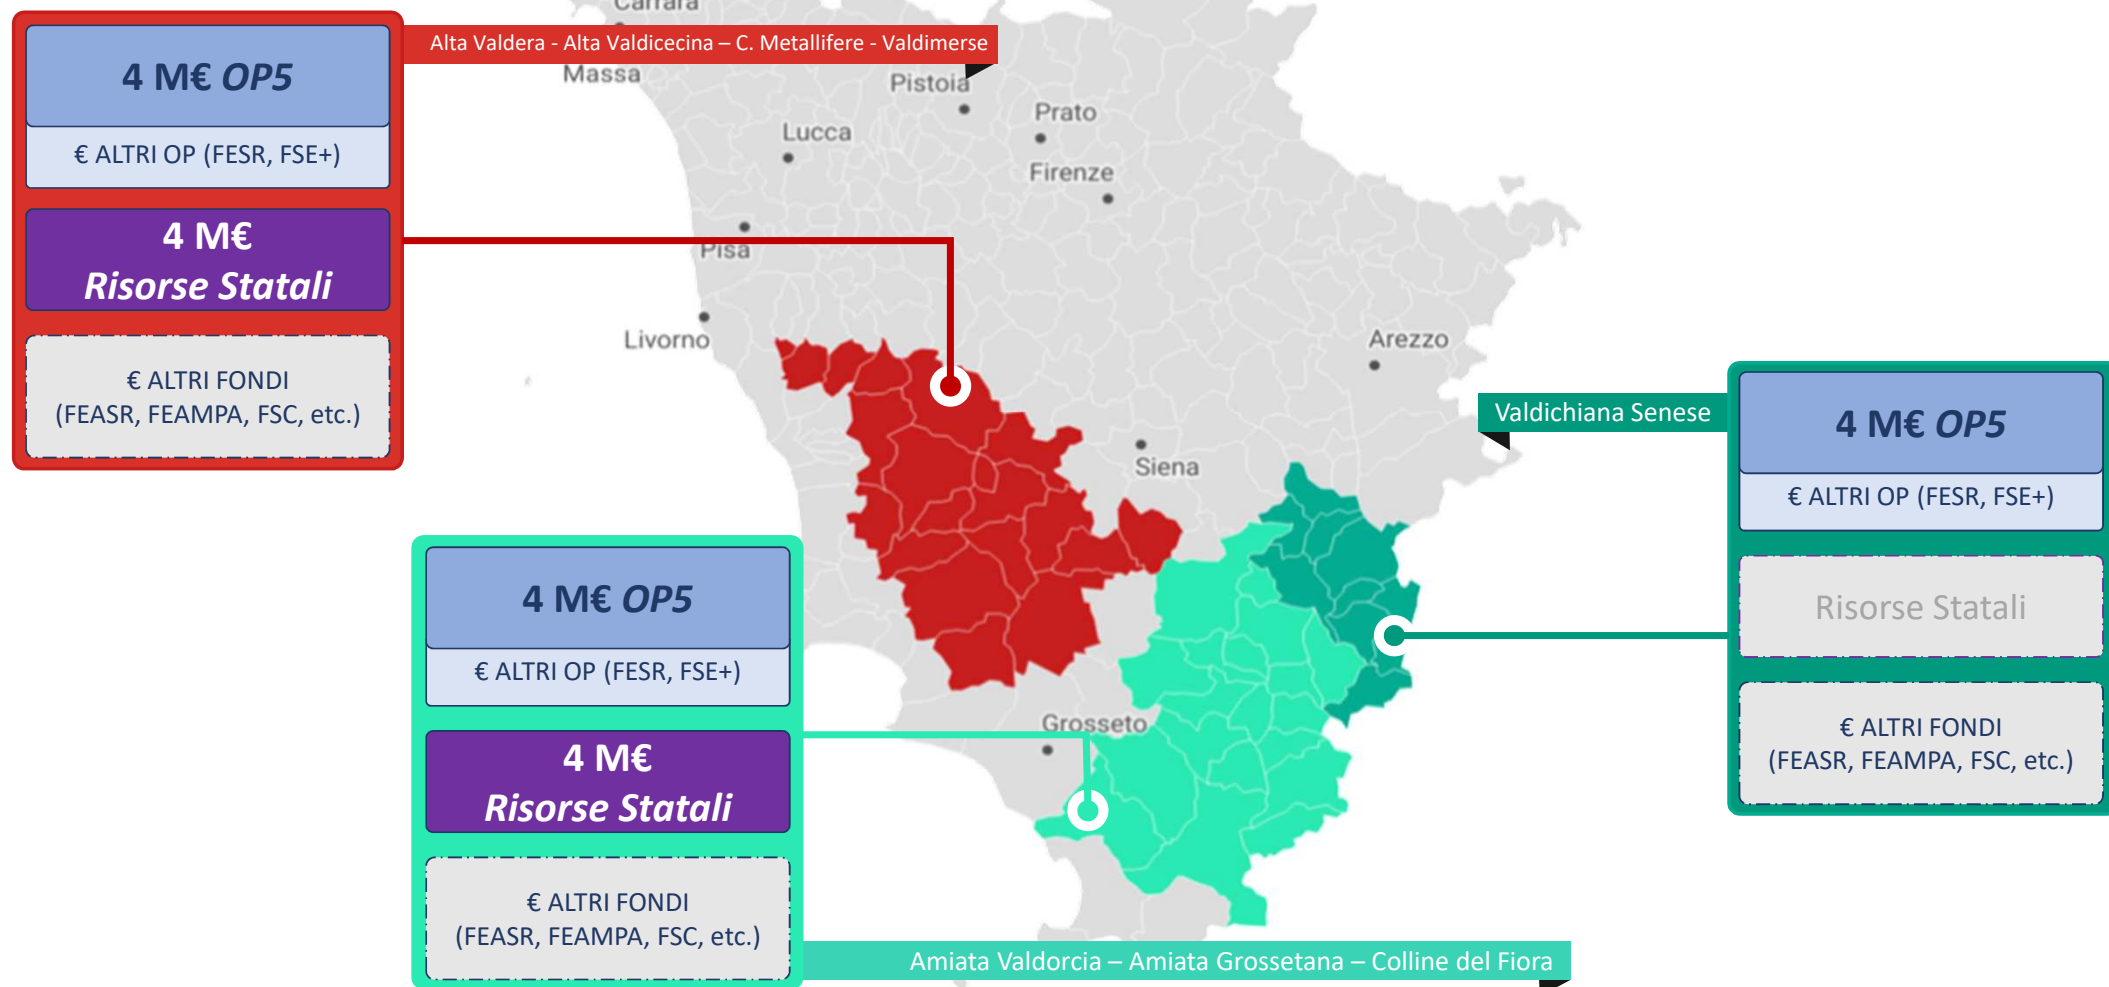 Carrara
4 M€ OP5
€ ALTRI OP (FESR, FSE+)
4 M€
Risorse Statali
€ ALTRI FONDI
(FEASR, FEAMPA, FSC, etc.)
Alta Valdera - Alta Valdicecina – C. Metallifere - Valdimerse
Massa
Pistoia
Prato
Lucca
Firenze
Pisa
Livorno
Arezzo
Siena
Grosseto
Valdichiana Senese
4 M€ OP5
€ ALTRI OP (FESR, FSE+)
Risorse Statali
€ ALTRI FONDI
(FEASR, FEAMPA, FSC, etc.)
4 M€ OP5
€ ALTRI OP (FESR, FSE+)
4 M€
Risorse Statali
€ ALTRI FONDI
(FEASR, FEAMPA, FSC, etc.)
Amiata Valdorcia – Amiata Grossetana – Colline del Fiora